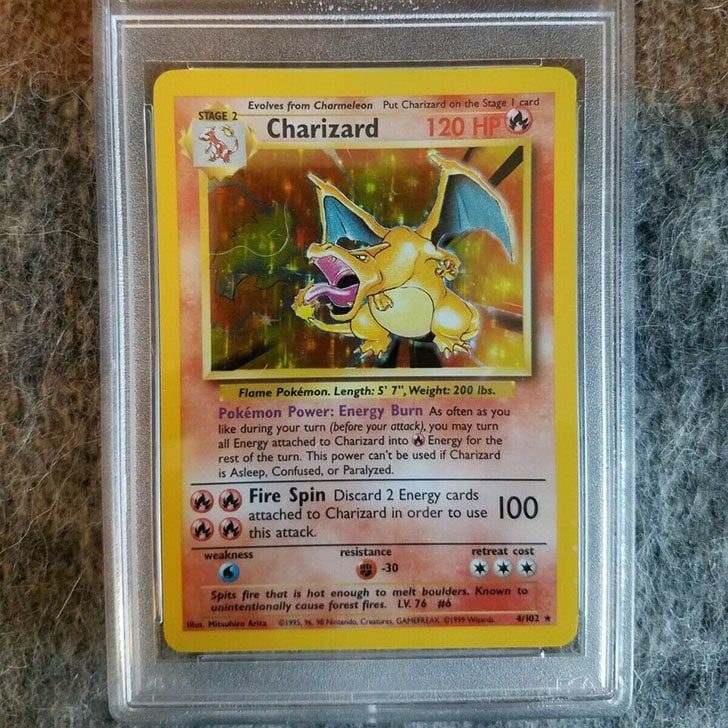 Evolves from Charmeleon Put Charizard on the Stage 1 card
STAGE 2
Charizard 120 HP
Flame Pokémon. Length: 5' 7", Weight: 200 lbs.
Pokémon Power: Energy Burn As often as you
like during your turn (before your attack), you may turn
all Energy attached to Charizard into Energy for the
rest of the turn. This power can't be used if Charizard
is Asleep, Confused, or Paralyzed.
Fire Spin Discard 2 Energy cards
attached to Charizard in order to use 100
this attack.
weakness resistance retreat cost
-30
Spits fire that is hot enough to melt boulders. Known to
unintentionally cause forest fires. LV. 76 #6
Illus. Mitsuhiro Arita ©1995, 96, 98 Nintendo, Creatures, GAMEFREAK. ©1999 Wizards. 4/102